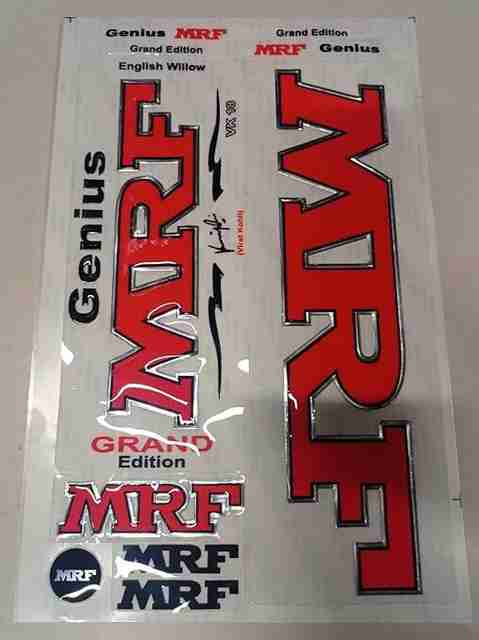 Genius MRF
Grand Edition
English Willow
Grand Edition
MRF Genius
Genius
MRF
VK 18
(Virat Kohli)
MRF
GRAND
Edition
MRF
MRF
MRF
MRF